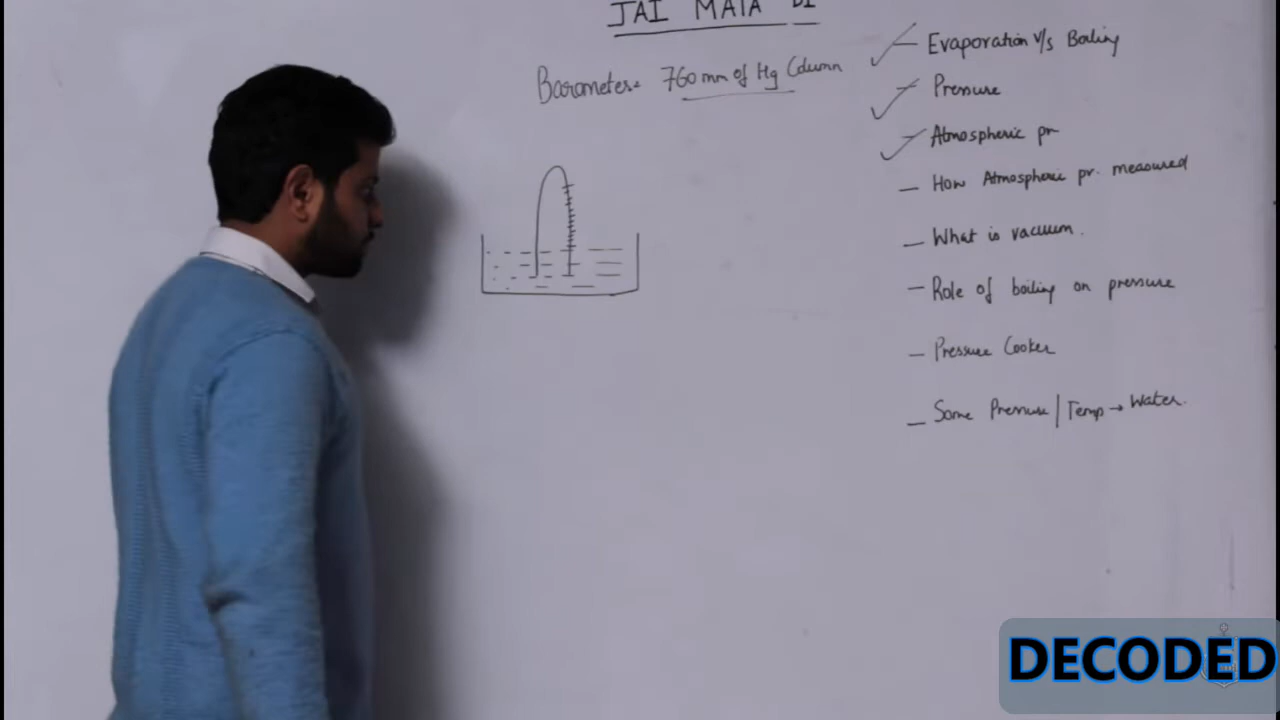 JAI MATA DI
Barometer = 760 mm of Hg Column
Evaporation v/s Boiling
Pressure
Atmospheric pr
How Atmospheric pr. measured
What is vacuum.
Role of boiling on pressure
Pressure Cooker
Same Pressure | Temp → Water.
DECODED